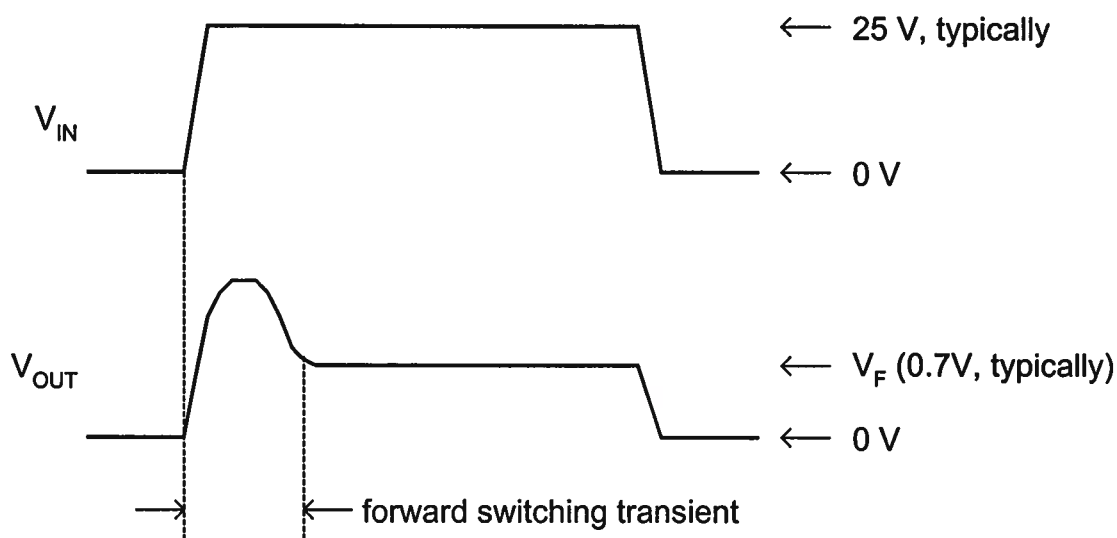 25 V, typically
V_IN
0 V
V_OUT
V_F (0.7V, typically)
0 V
forward switching transient